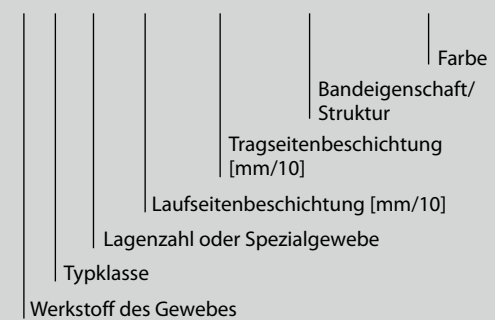 Farbe
Bandeigenschaft/
Struktur
Tragseitenbeschichtung
[mm/10]
Laufseitenbeschichtung [mm/10]
Lagenzahl oder Spezialgewebe
Typklasse
Werkstoff des Gewebes